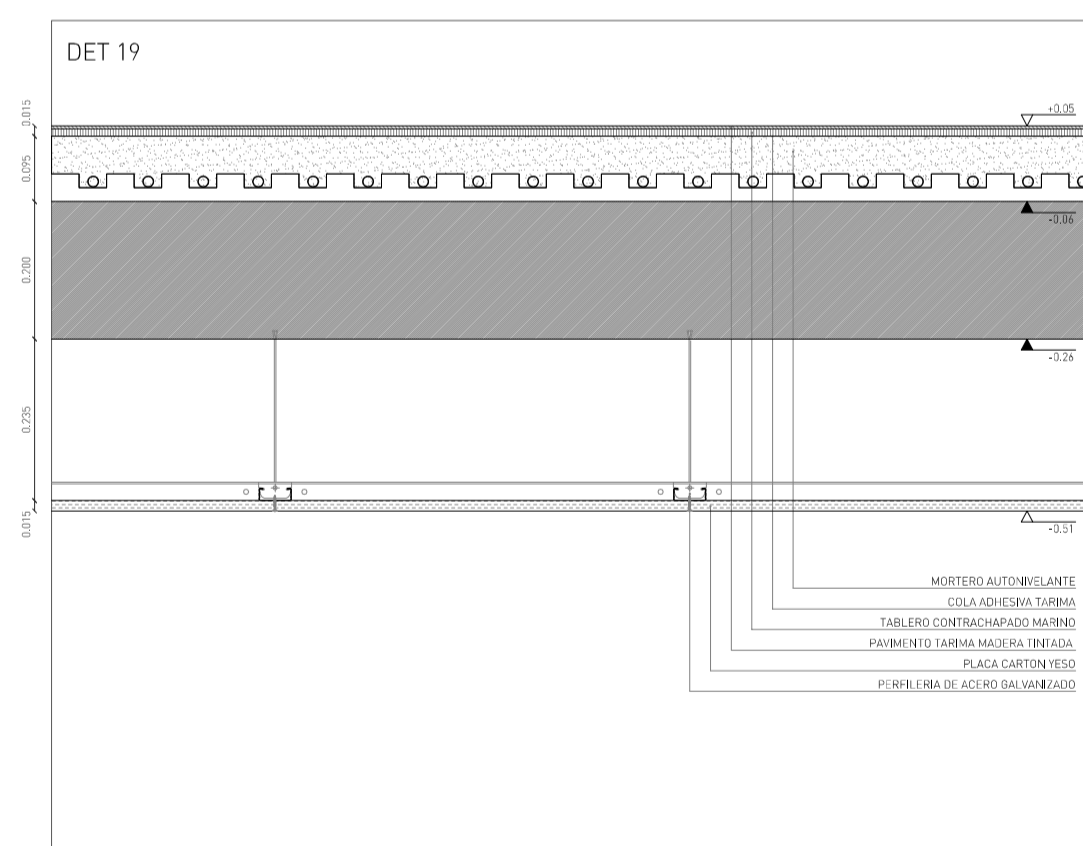 DET 19
0.015
0.095
0.200
0.235
0.015
+0.05
-0.06
-0.26
-0.51
MORTERO AUTONIVELANTE
COLA ADHESIVA TARIMA
TABLERO CONTRACHAPADO MARINO
PAVIMENTO TARIMA MADERA TINTADA
PLACA CARTON YESO
PERFILERÍA DE ACERO GALVANIZADO